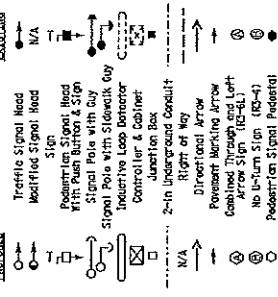 PROPOSED
EXISTING
Traffic Signal Head
Modified Signal Head
N/A
Sign
Pedestrian Signal Head
With Push Button & Sign
Signal Pole with Guy
Signal Pole with Sidewalk Guy
Inductive Loop Detector
Controller & Cabinet
Junction Box
2-in Underground Conduit
N/A
Right of Way
Directional Arrow
Pavement Marking Arrow
Combined Through and Left
Arrow Sign (R3-6L)
No U-Turn Sign (R3-4)
Pedestrian Signal Pedestal